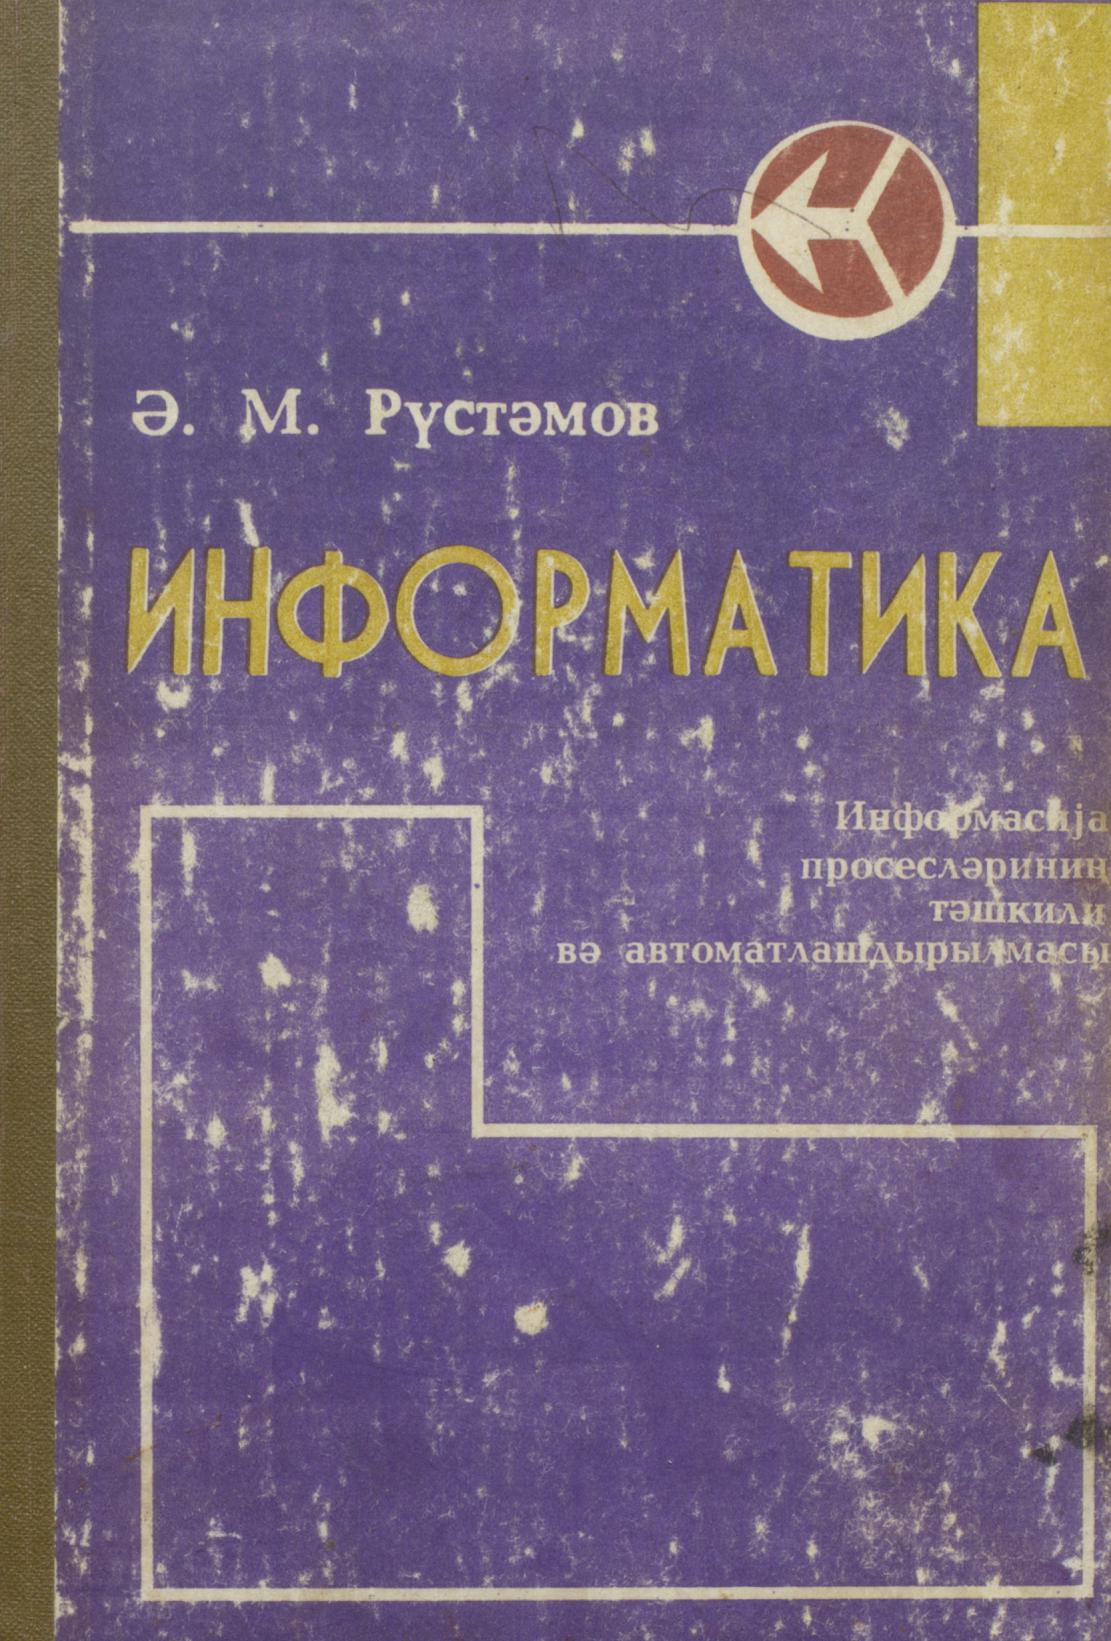 Ә. М. Рүстәмов
ИНФОРМАТИКА
Информасија
просесләринин
тәшкили
вә автоматлашдырылмасы